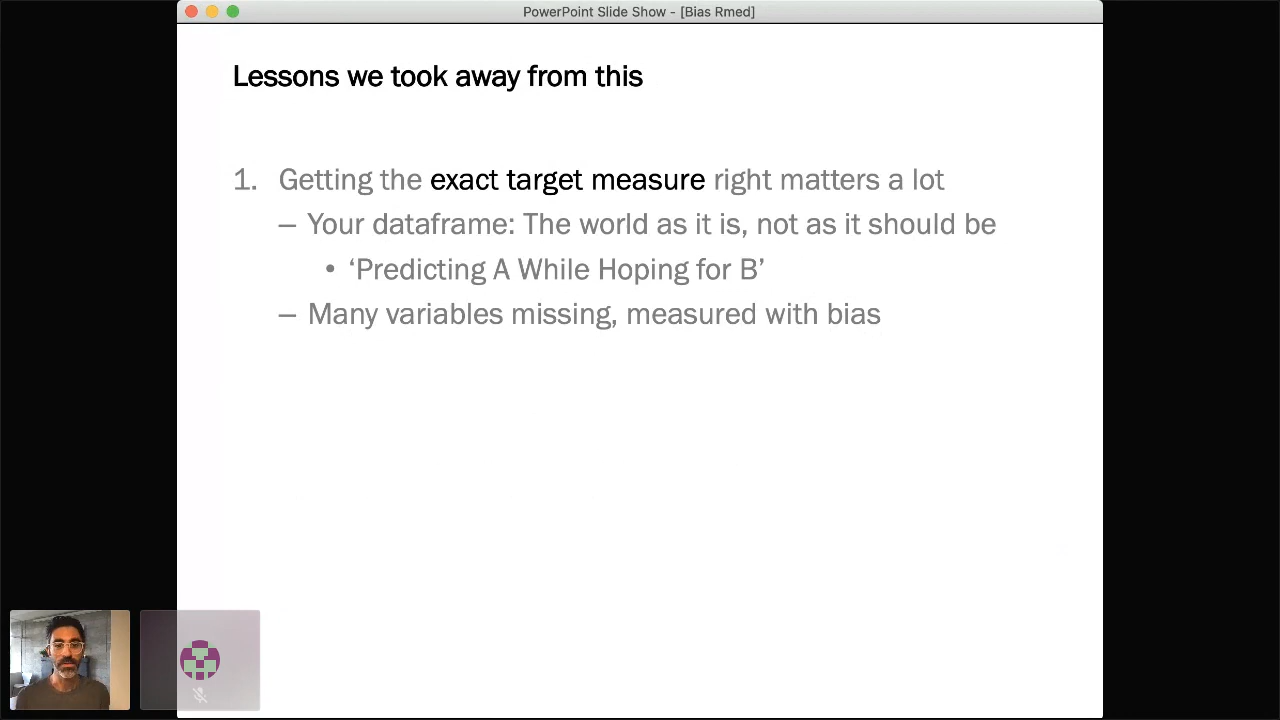 PowerPoint Slide Show - [Bias Rmed]
Lessons we took away from this
1. Getting the exact target measure right matters a lot
– Your dataframe: The world as it is, not as it should be
• ‘Predicting A While Hoping for B’
– Many variables missing, measured with bias